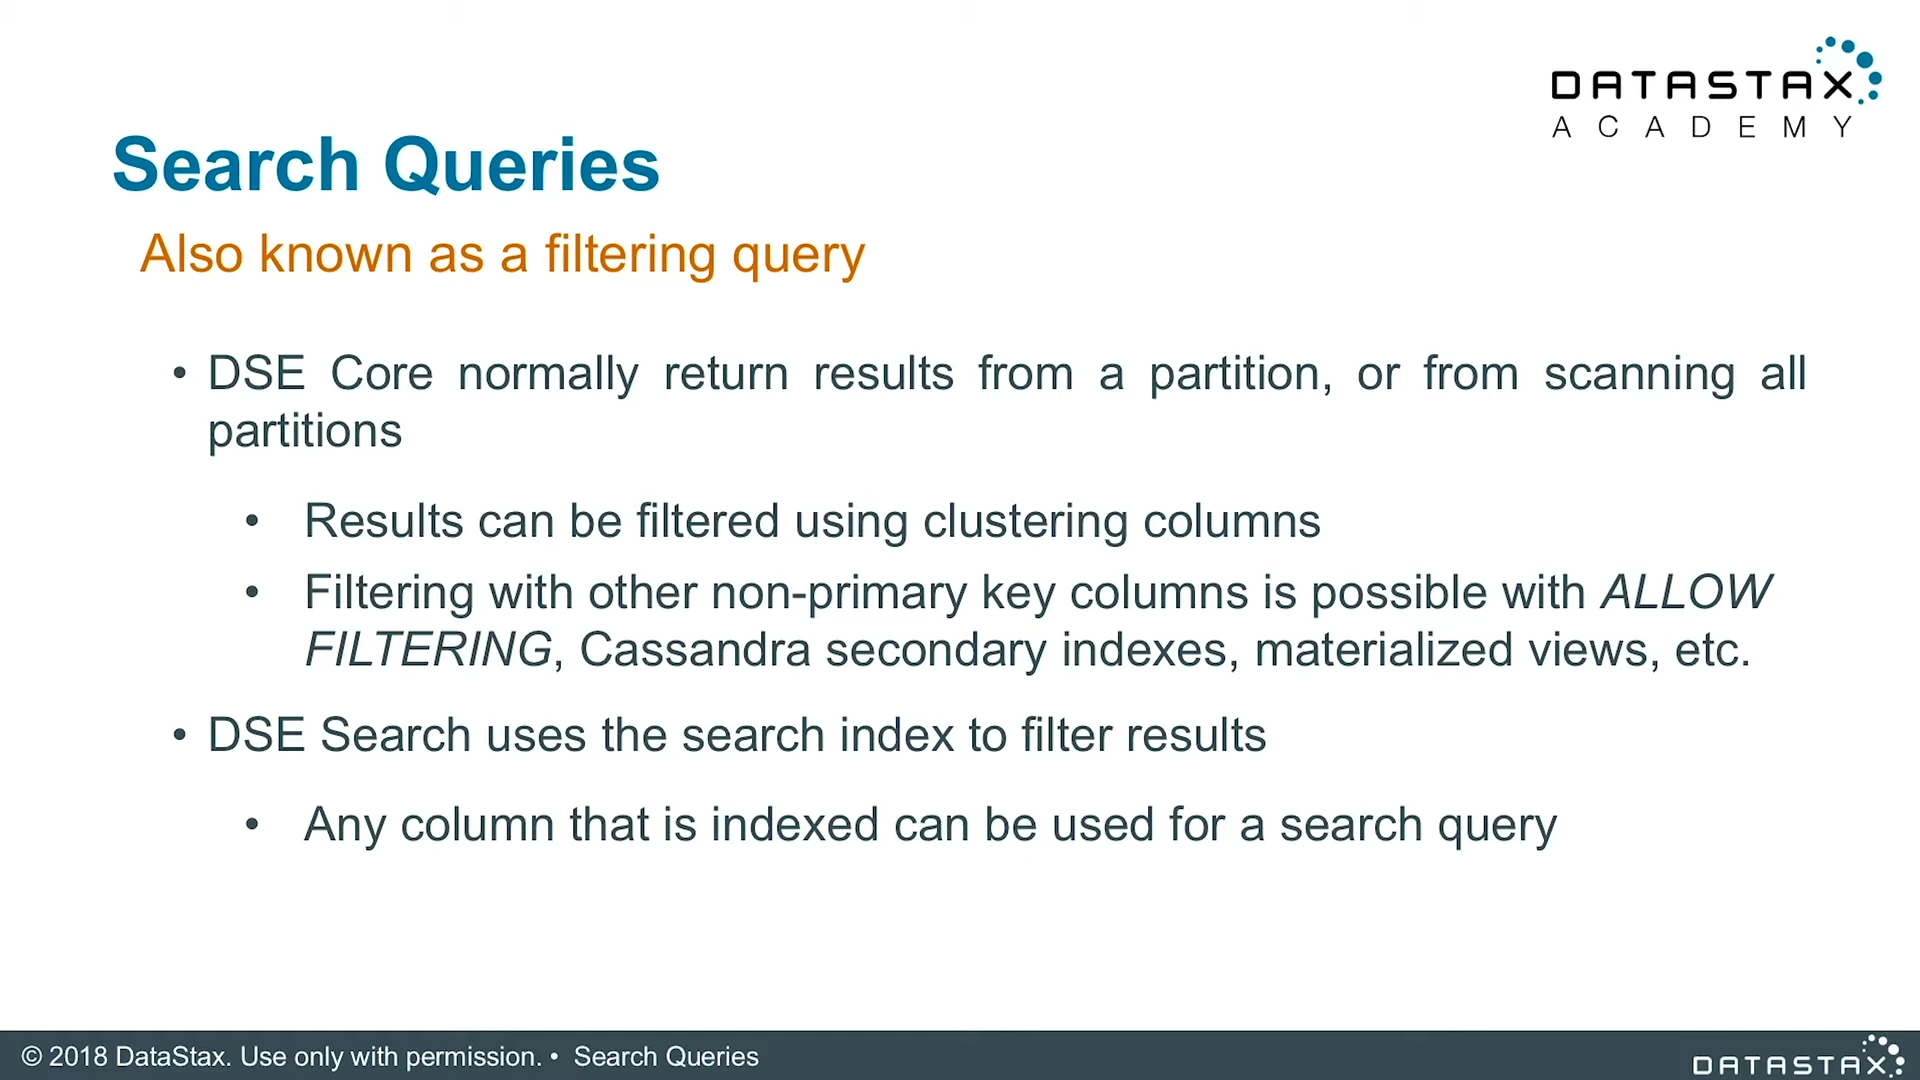 DATASTAX
ACADEMY
Search Queries
Also known as a filtering query
• DSE Core normally return results from a partition, or from scanning all
partitions
• Results can be filtered using clustering columns
• Filtering with other non-primary key columns is possible with ALLOW
FILTERING, Cassandra secondary indexes, materialized views, etc.
• DSE Search uses the search index to filter results
• Any column that is indexed can be used for a search query
© 2018 DataStax. Use only with permission. • Search Queries
DATASTAX